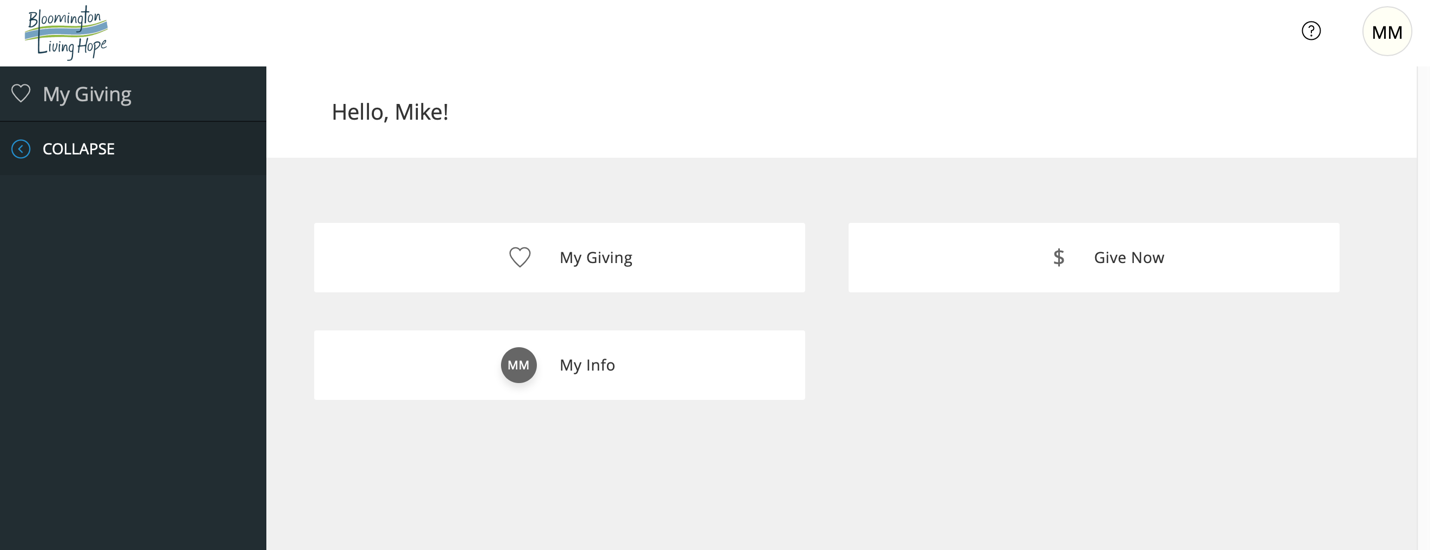 Bloomington
Living Hope
?
MM
My Giving
COLLAPSE
Hello, Mike!
My Giving
$ Give Now
MM My Info